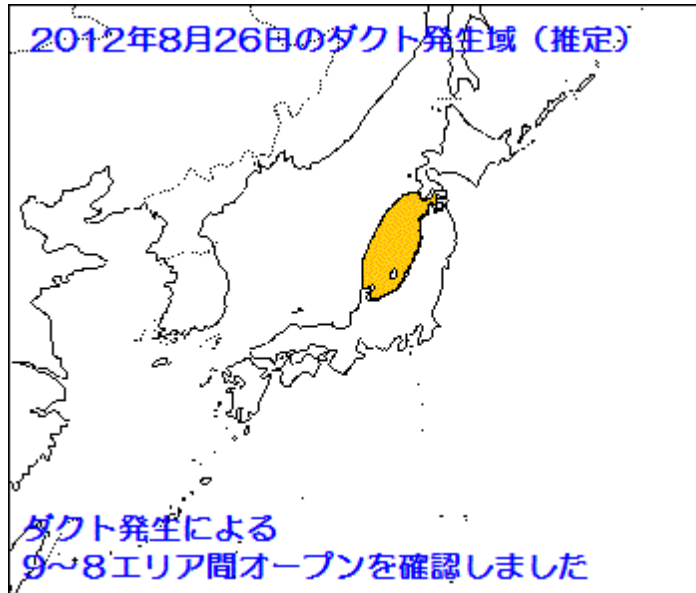 2012年8月26日のダクト発生域（推定）
ダクト発生による
9～8エリア間オープンを確認しました